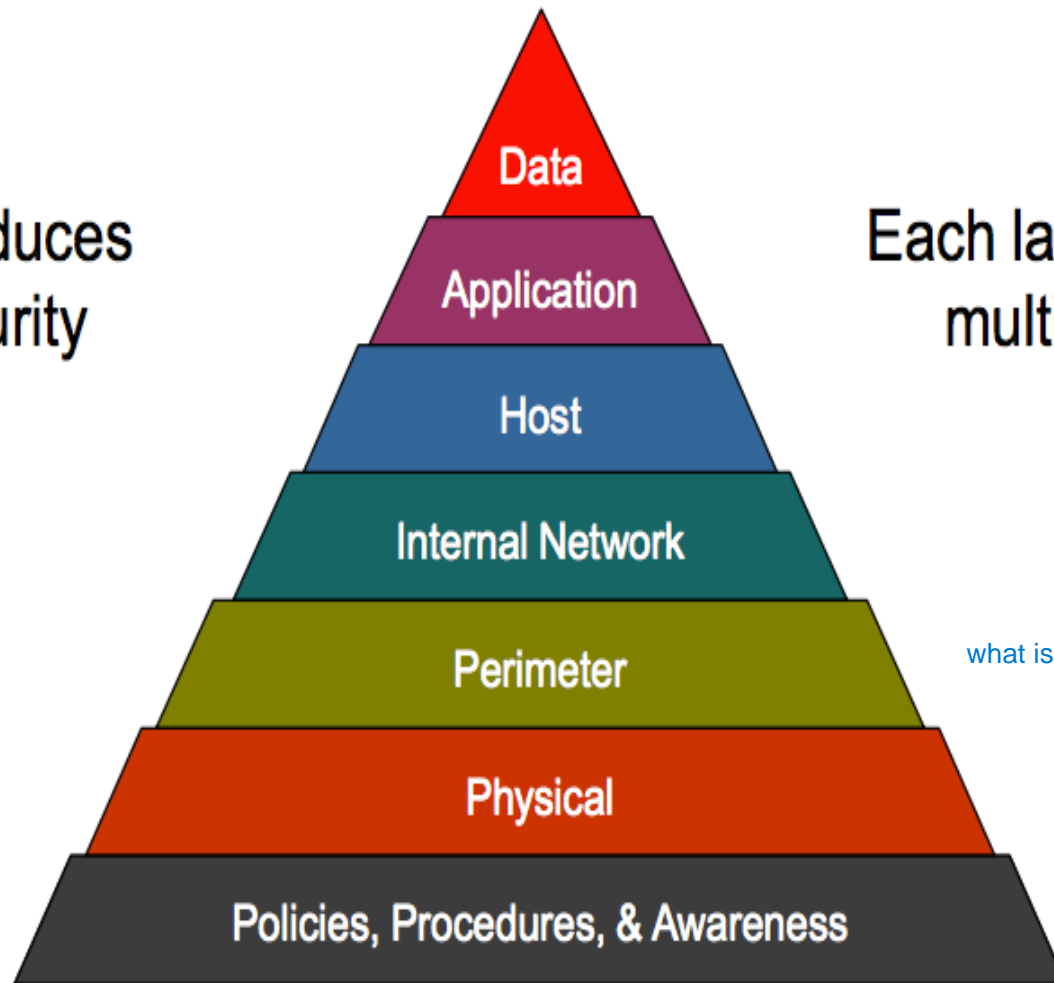 Data
duces
urity
Each la
mult
Application
Host
Internal Network
Perimeter
what is
Physical
Policies, Procedures, & Awareness